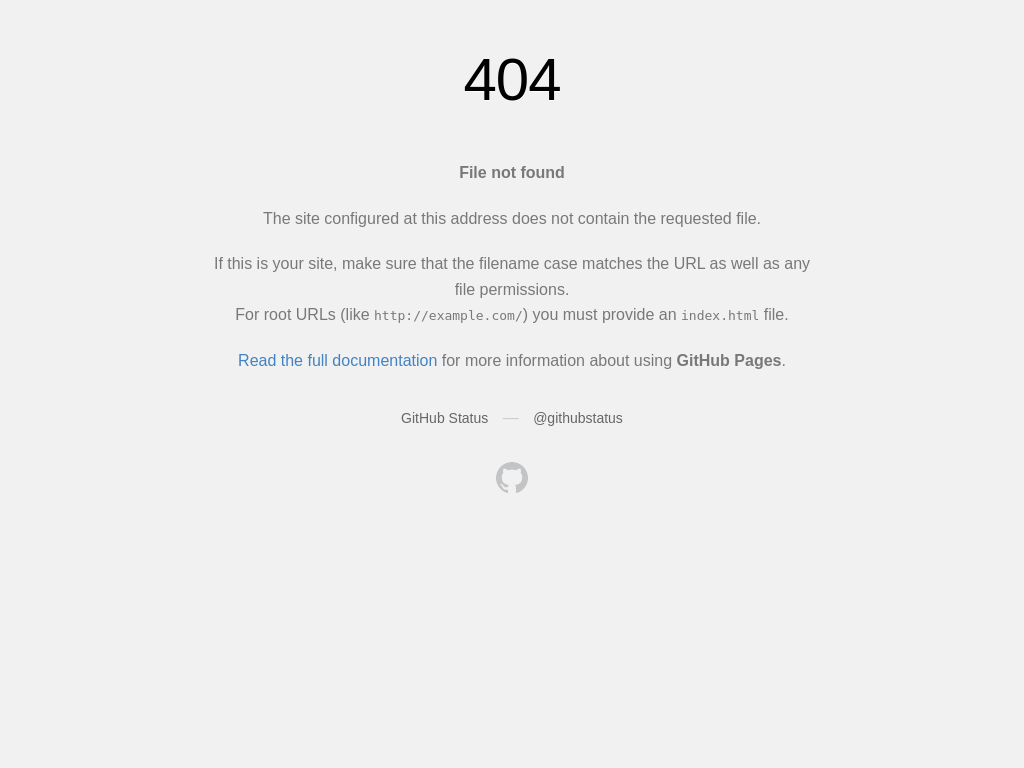 404
File not found
The site configured at this address does not contain the requested file.
If this is your site, make sure that the filename case matches the URL as well as any
file permissions.
For root URLs (like http://example.com/) you must provide an index.html file.
Read the full documentation for more information about using GitHub Pages.
GitHub Status — @githubstatus